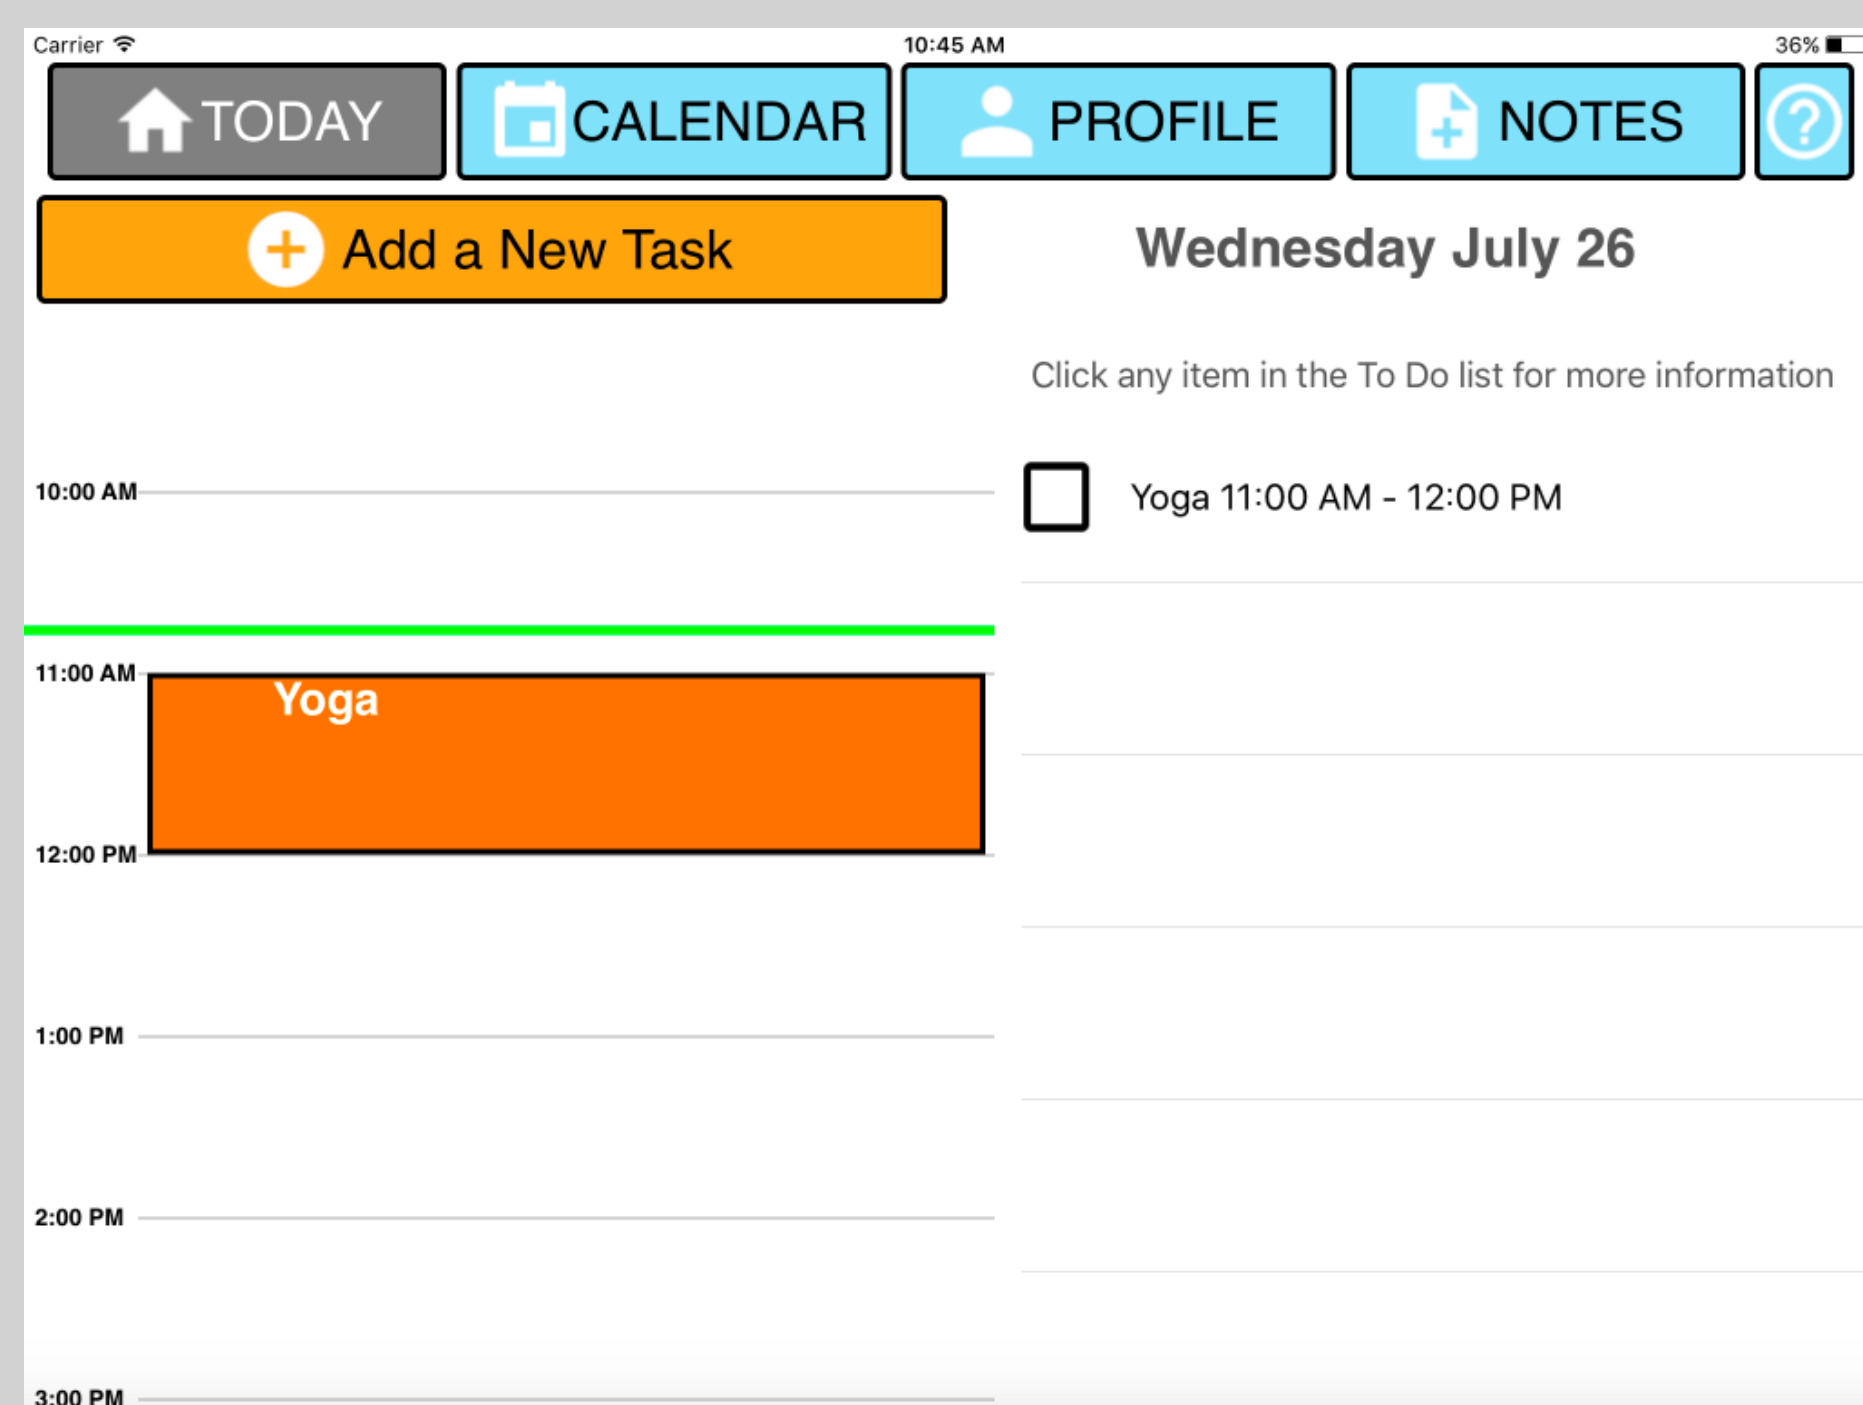 Carrier 10:45 AM 36%
TODAY CALENDAR PROFILE NOTES ?
Add a New Task
Wednesday July 26
Click any item in the To Do list for more information
10:00 AM
Yoga 11:00 AM - 12:00 PM
11:00 AM
Yoga
12:00 PM
1:00 PM
2:00 PM
3:00 PM